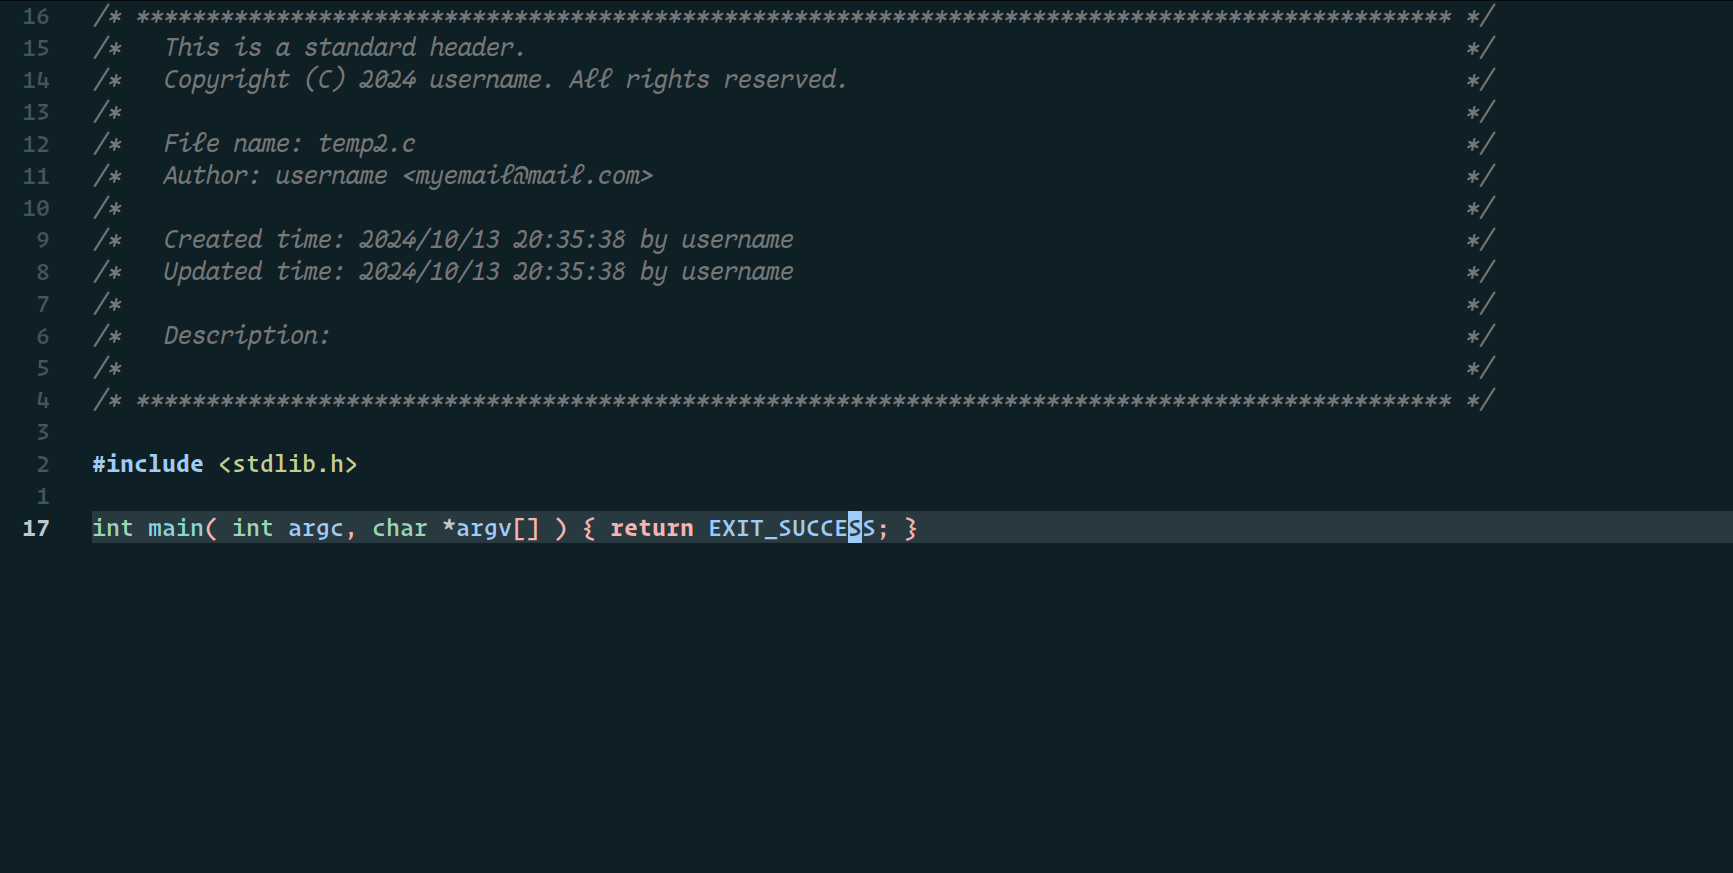 16 /* ********************************************************************************************** */
15 /*   This is a standard header.                                                                   */
14 /*   Copyright (C) 2024 username. All rights reserved.                                            */
13 /*                                                                                                */
12 /*   File name: temp2.c                                                                           */
11 /*   Author: username <myemail@mail.com>                                                          */
10 /*                                                                                                */
9 /*   Created time: 2024/10/13 20:35:38 by username                                                */
8 /*   Updated time: 2024/10/13 20:35:38 by username                                                */
7 /*                                                                                                */
6 /*   Description:                                                                                 */
5 /*                                                                                                */
4 /* ********************************************************************************************** */
3
2 #include <stdlib.h>
1
17 int main( int argc, char *argv[] ) { return EXIT_SUCCESS; }